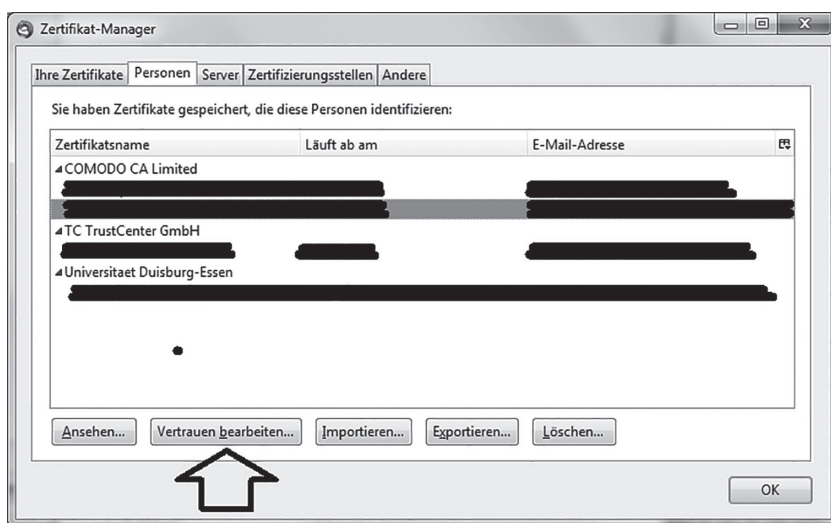 Zertifikat-Manager
Ihre Zertifikate Personen Server Zertifizierungsstellen Andere
Sie haben Zertifikate gespeichert, die diese Personen identifizieren:
Zertifikatsname Läuft ab am E-Mail-Adresse
COMODO CA Limited
TC TrustCenter GmbH
Universitaet Duisburg-Essen
Ansehen... Vertrauen bearbeiten... Importieren... Exportieren... Löschen...
OK